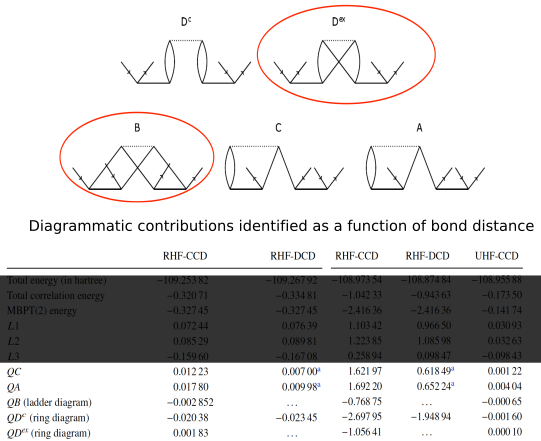 Dᶜ Dᵉˣ
B C A
Diagrammatic contributions identified as a function of bond distance
RHF-CCD RHF-DCD RHF-CCD RHF-DCD UHF-CCD
Total energy (in hartree) −109.253 82 −109.267 92 −108.973 54 −108.874 84 −108.955 88
Total correlation energy −0.320 71 −0.334 81 −1.042 33 −0.943 63 −0.173 50
MBPT(2) energy −0.327 45 −0.327 45 −2.416 36 −2.416 36 −0.141 74
L1 0.072 44 0.076 39 1.103 42 0.966 50 0.030 93
L2 0.085 29 0.089 81 1.223 85 1.085 98 0.032 63
L3 −0.159 60 −0.167 08 0.258 94 0.098 47 −0.098 43
QC 0.012 23 0.007 00ᵃ 1.621 97 0.618 49ᵃ 0.001 22
QA 0.017 80 0.009 98ᵃ 1.692 20 0.652 24ᵃ 0.004 04
QB (ladder diagram) −0.002 852 ... −0.768 75 ... −0.000 65
QDᶜ (ring diagram) −0.020 38 −0.023 45 −2.697 95 −1.948 94 −0.001 60
QDᵉˣ (ring diagram) 0.001 83 ... −1.056 41 ... 0.000 10